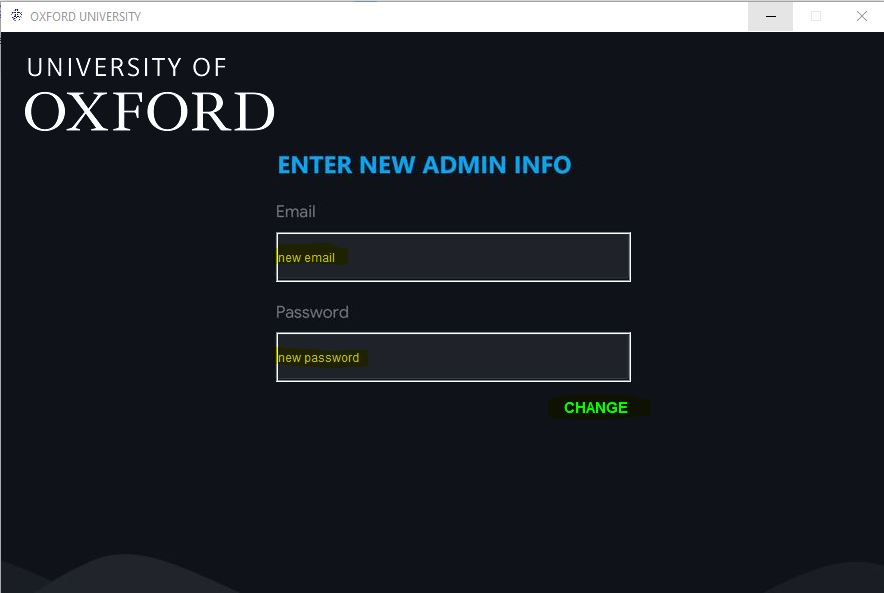 OXFORD UNIVERSITY
UNIVERSITY OF
OXFORD
ENTER NEW ADMIN INFO
Email
new email
Password
new password
CHANGE